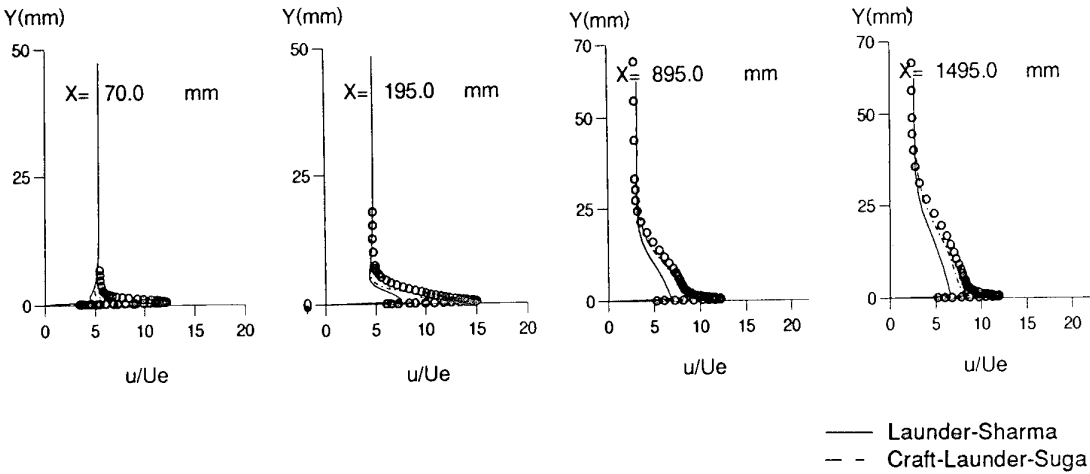 Y(mm)
50
X= 70.0 mm
25
0
0 5 10 15 20
u/Ue
Y(mm)
50
X= 195.0 mm
25
0
0 5 10 15 20
u/Ue
Y(mm)
70
X= 895.0 mm
50
25
0
0 5 10 15 20
u/Ue
Y(mm)
70
X= 1495.0 mm
50
25
0
0 5 10 15 20
u/Ue
Launder-Sharma
Craft-Launder-Suga